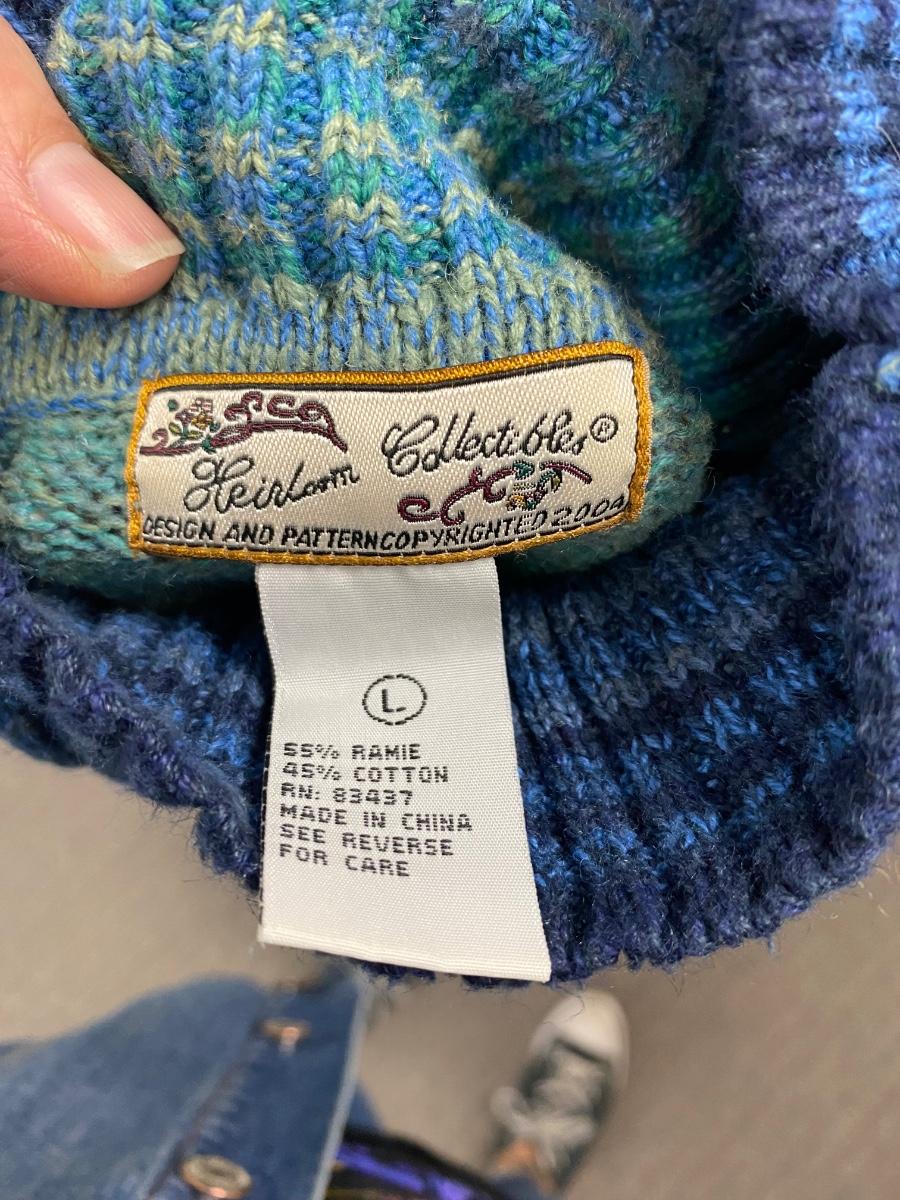 Heirloom Collectibles®
DESIGN AND PATTERN COPYRIGHTED 2004
L
55% RAMIE
45% COTTON
RN: 83437
MADE IN CHINA
SEE REVERSE
FOR CARE